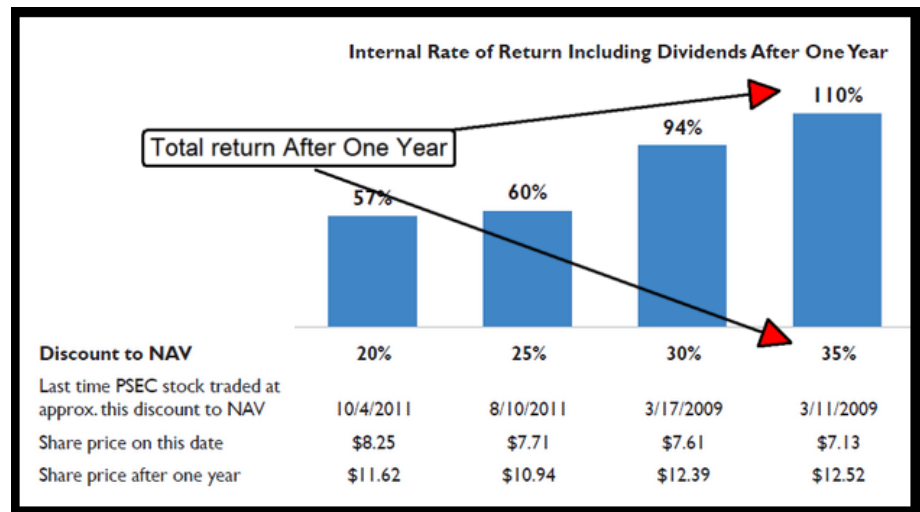 Internal Rate of Return Including Dividends After One Year
110%
Total return After One Year
94%
57%
60%
Discount to NAV 20% 25% 30% 35%
Last time PSEC stock traded at
approx. this discount to NAV 10/4/2011 8/10/2011 3/17/2009 3/11/2009
Share price on this date $8.25 $7.71 $7.61 $7.13
Share price after one year $11.62 $10.94 $12.39 $12.52